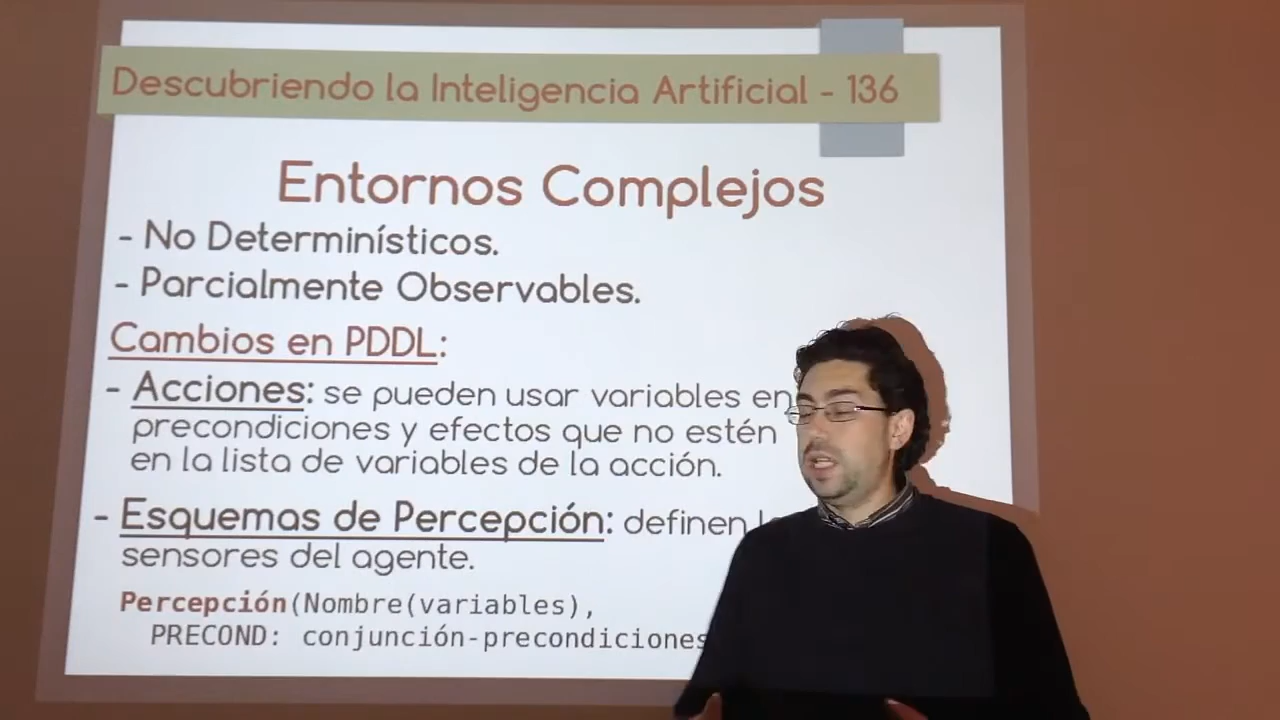 Descubriendo la Inteligencia Artificial - 136
Entornos Complejos
- No Determinísticos.
- Parcialmente Observables.
Cambios en PDDL:
- Acciones: se pueden usar variables en
precondiciones y efectos que no estén
en la lista de variables de la acción.
- Esquemas de Percepción: definen
sensores del agente.
Percepción(Nombre(variables),
PRECOND: conjunción-precondiciones